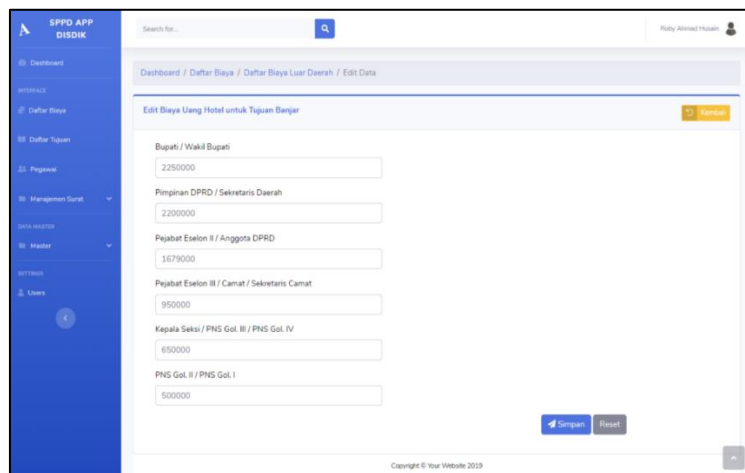 SPPD APP
DISDIK
Search for...
Rizky Ahmad Husain
Dashboard
INTERFACE
Daftar Biaya
Daftar Tujuan
Pegawai
Manajemen Surat
DATA MASTER
Master
SETTINGS
Users
Dashboard / Daftar Biaya / Daftar Biaya Luar Daerah / Edit Data
Edit Biaya Uang Hotel untuk Tujuan Banjar
Kembali
Bupati / Wakil Bupati
2250000
Pimpinan DPRD / Sekretaris Daerah
2200000
Pejabat Eselon II / Anggota DPRD
1679000
Pejabat Eselon III / Camat / Sekretaris Camat
950000
Kepala Seksi / PNS Gol. III / PNS Gol. IV
650000
PNS Gol. II / PNS Gol. I
500000
Simpan
Reset
Copyright © Your Website 2019